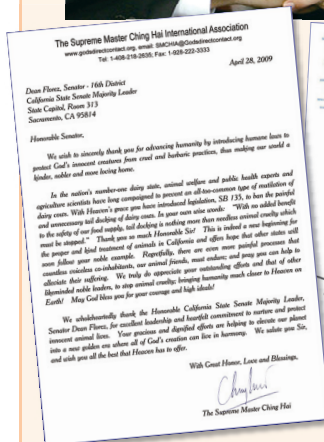 The Supreme Master Ching Hai International Association
www.godsdirectcontact.org, email: SMCHIA@Godsdirectcontact.org
Tel: 1-408-218-2635; Fax: 1-928-222-3333
April 28, 2009
Dean Florez, Senator - 16th District
California State Senate Majority Leader
State Capitol, Room 313
Sacramento, CA 95814
Honorable Senator,
We wish to sincerely thank you for advancing humanity by introducing humane laws to
protect God's innocent creatures from cruel and barbaric practices, thus making our world a
kinder, nobler and more loving home.
In the nation's number-one dairy state, animal welfare and public health experts and
agriculture scientists have long campaigned to prevent an all-too-common type of mutilation of
dairy cows. With Heaven's grace you have introduced legislation, SB 135, to ban the painful
and unnecessary tail docking of dairy cows. In your own wise words: "With no added benefit
to the safety of our food supply, tail docking is nothing more than needless animal cruelty which
must be stopped." Thank you so much Honorable Sir! This is indeed a new beginning for
the proper and kind treatment of animals in California and offers hope that other states will
soon follow your noble example. Regretfully, there are even more painful processes that
countless voiceless co-inhabitants, our animal friends, must endure; and pray you can help to
alleviate their suffering. We truly do appreciate your outstanding efforts and that of other
likeminded noble leaders, to stop animal cruelty; bringing humanity much closer to Heaven on
Earth! May God bless you for your courage and high ideals!
We wholeheartedly thank the Honorable California State Senate Majority Leader,
Senator Dean Florez, for excellent leadership and heartfelt commitment to nurture and protect
innocent animal lives. Your gracious and dignified efforts are helping to elevate our planet
into a new golden era where all of God's creation can live in harmony. We salute you Sir,
and wish you all the best that Heaven has to offer.
With Great Honor, Love and Blessings,
The Supreme Master Ching Hai